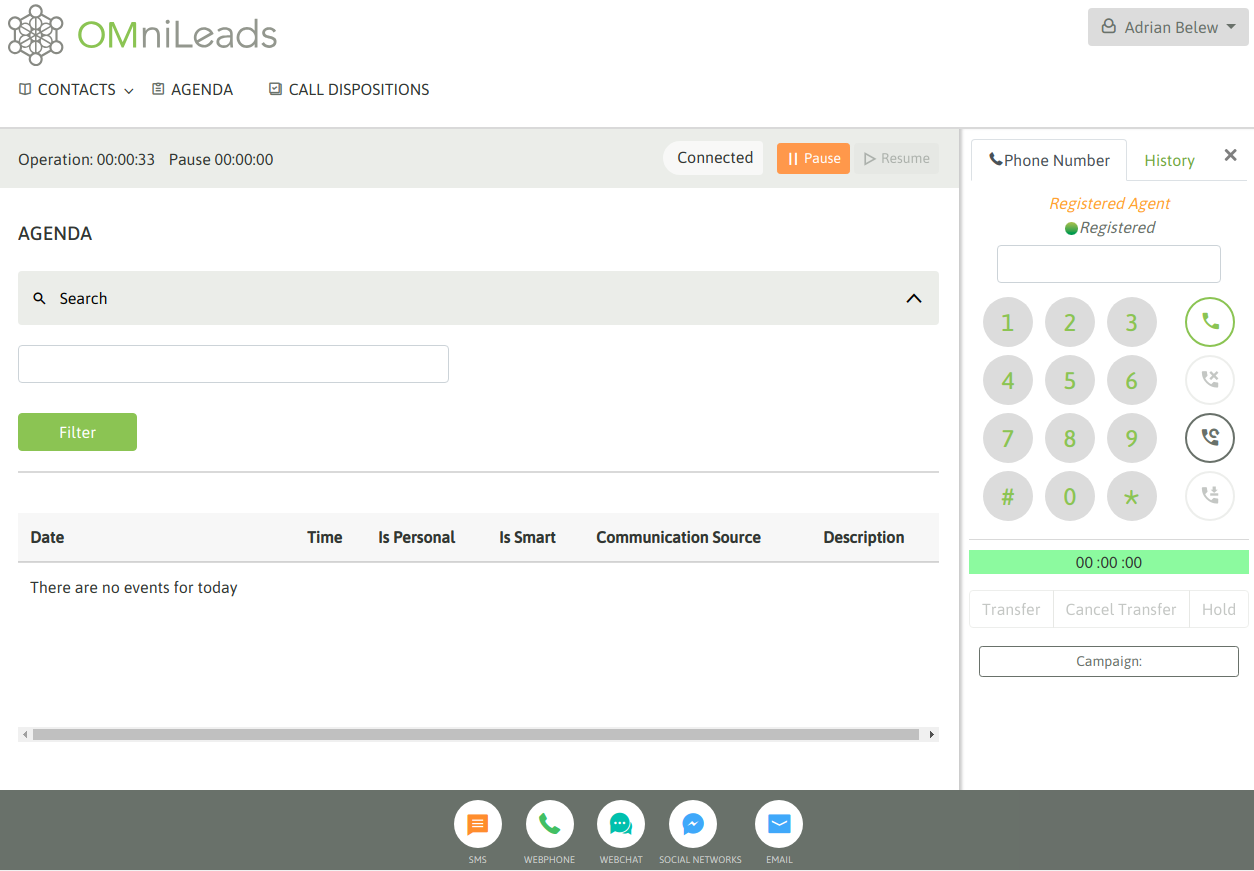 OMniLeads
Adrian Belew
CONTACTS AGENDA CALL DISPOSITIONS
Operation: 00:00:33 Pause 00:00:00
Connected
Pause
Resume
AGENDA
Search
Filter
Date Time Is Personal Is Smart Communication Source Description
There are no events for today
Phone Number
History
Registered Agent
Registered
1 2 3
4 5 6
7 8 9
# 0 *
00 :00 :00
Transfer Cancel Transfer Hold
Campaign:
SMS WEBPHONE WEBCHAT SOCIAL NETWORKS EMAIL